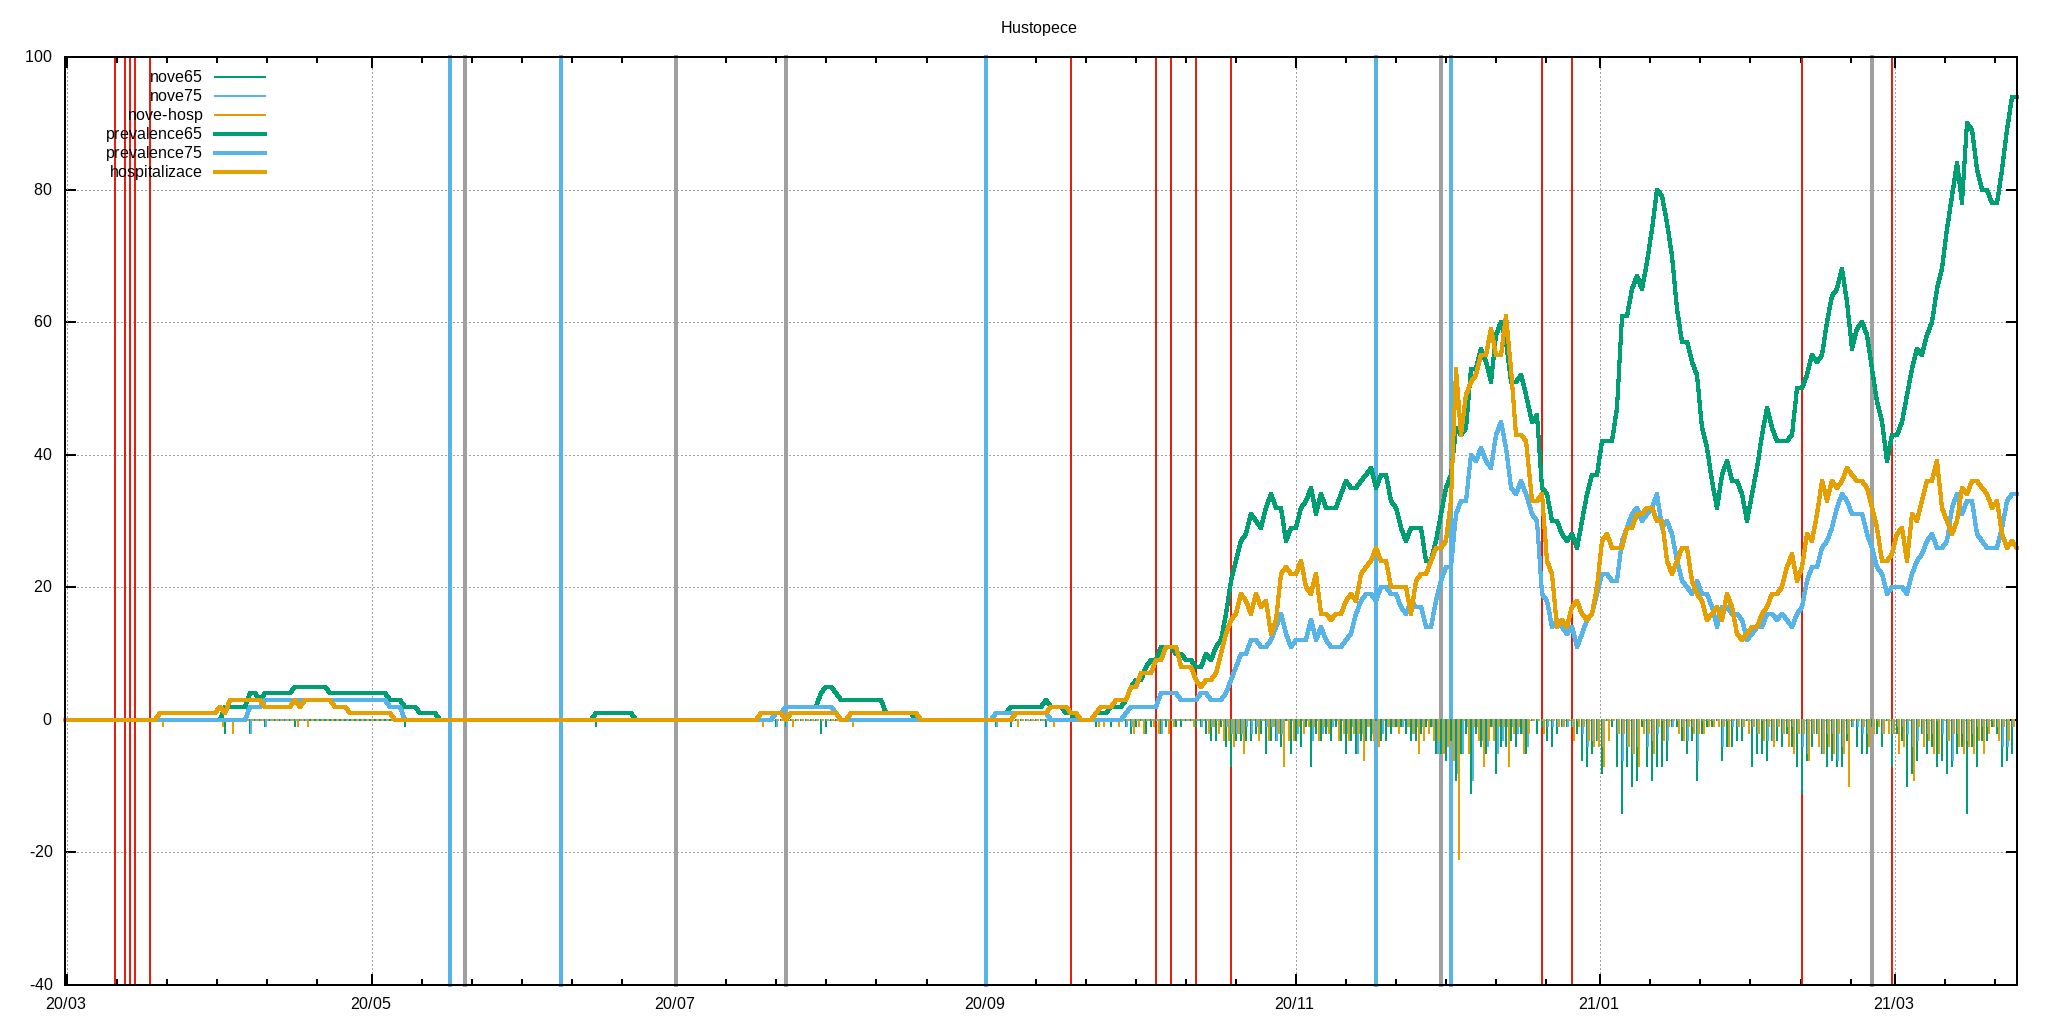 Hustopece
100
80
60
40
20
0
-20
-40
nove65
nove75
nove-hosp
prevalence65
prevalence75
hospitalizace
20/03 20/05 20/07 20/09 20/11 21/01 21/03